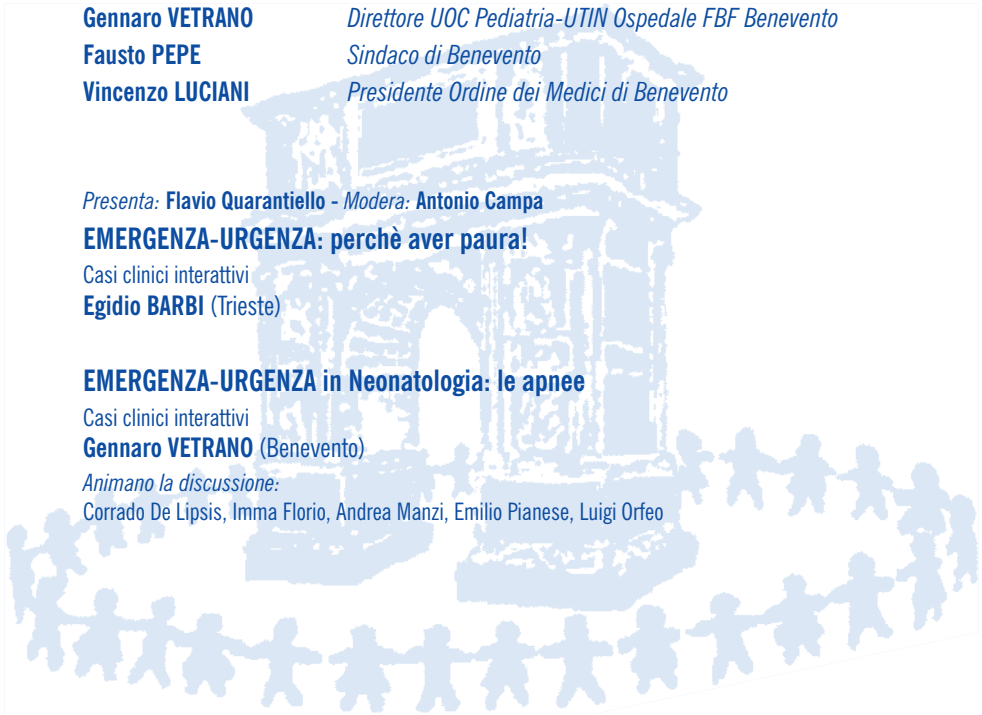 Gennaro VETRANO Direttore UOC Pediatria-UTIN Ospedale FBF Benevento
Fausto PEPE Sindaco di Benevento
Vincenzo LUCIANI Presidente Ordine dei Medici di Benevento
Presenta: Flavio Quarantiello - Modera: Antonio Campa
EMERGENZA-URGENZA: perchè aver paura!
Casi clinici interattivi
Egidio BARBI (Trieste)
EMERGENZA-URGENZA in Neonatologia: le apnee
Casi clinici interattivi
Gennaro VETRANO (Benevento)
Animano la discussione:
Corrado De Lipsis, Imma Florio, Andrea Manzi, Emilio Pianese, Luigi Orfeo